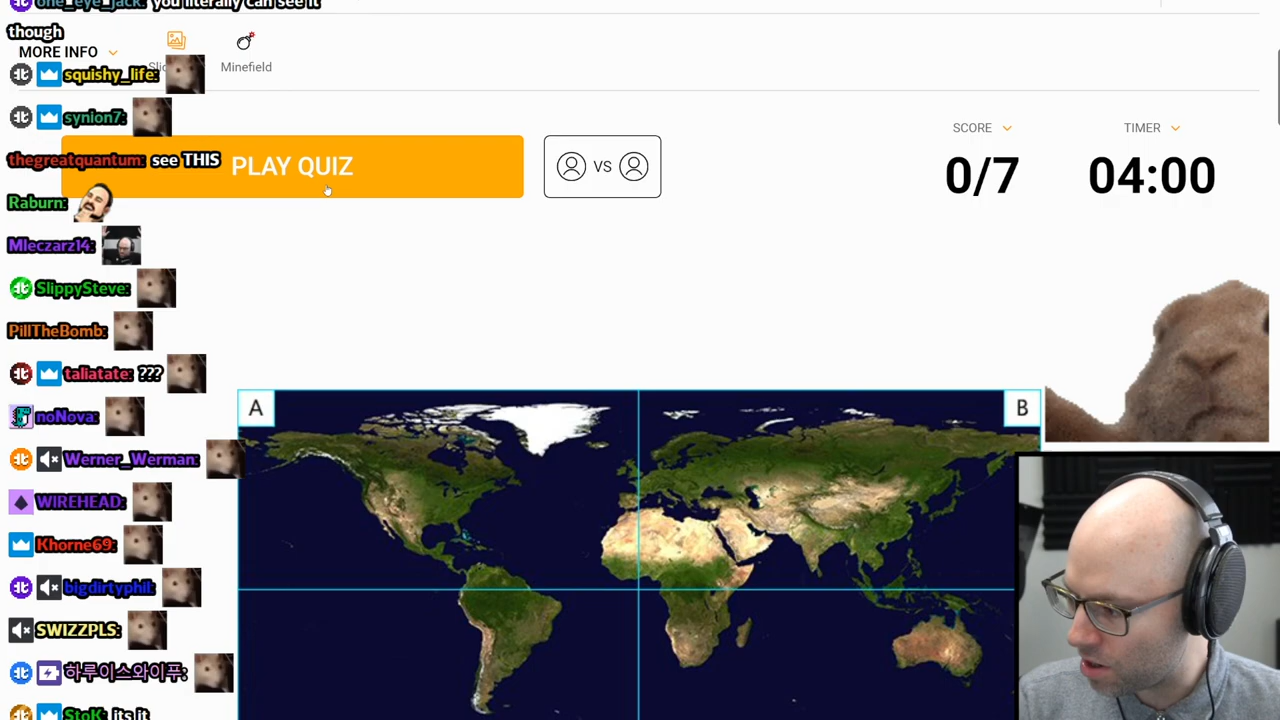 one_eye_jack: you literally can see it
though
MORE INFO
Minefield
squishy_life:
synion7:
thegreatquantum: see THIS
PLAY QUIZ
VS
SCORE
0/7
TIMER
04:00
Raburn:
Mleczarz14:
SlippySteve:
PillTheBomb:
taliatate: ???
noNova:
Werner_Werman:
WIREHEAD:
Khorne69:
bigdirtyphil:
SWIZZPLS:
하루이스와이푸:
StoK: its it
A
B